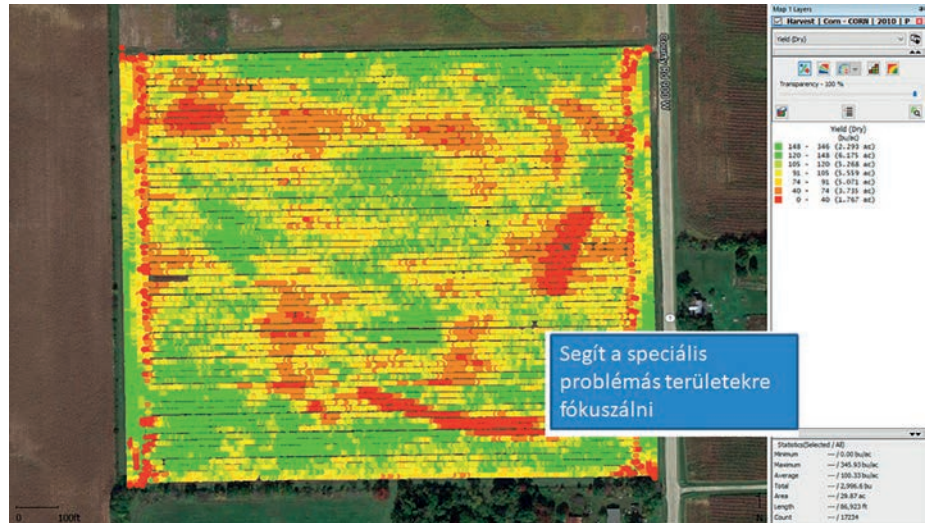 Map 1 Layers
Harvest | Corn - CORN | 2010 | P
Yield (Dry)
Transparency - 100 %
Yield (Dry)
(bu/ac)
148 - 346 (2.293 ac)
120 - 148 (6.175 ac)
105 - 120 (5.268 ac)
91 - 105 (5.559 ac)
74 - 91 (5.071 ac)
40 - 74 (3.735 ac)
0 - 40 (1.767 ac)
Segít a speciális
problémás területekre
fókuszálni
Statistics(Selected / All)
Minimum --- / 0.00 bu/ac
Maximum --- / 345.93 bu/ac
Average --- / 100.33 bu/ac
Total --- / 2,996.6 bu
Area --- / 29.87 ac
Length --- / 86,923 ft
Count --- / 17234
0 100ft